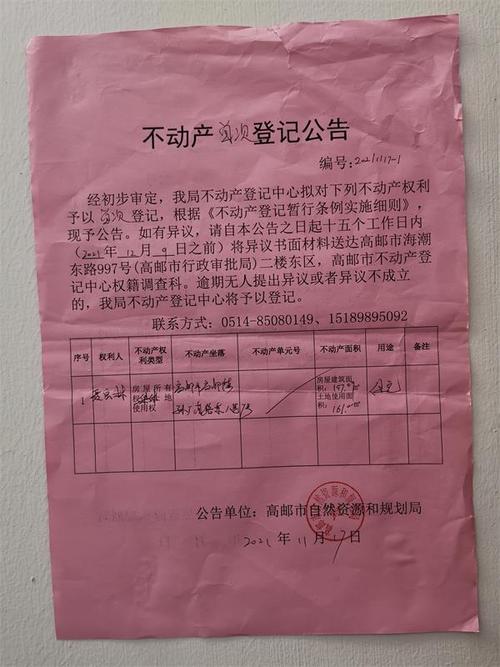 不动产首次登记公告
编号:20211117-1
经初步审定，我局不动产登记中心拟对下列不动产权利
予以首次登记，根据《不动产登记暂行条例实施细则》，
现予公告。如有异议，请自本公告之日起十五个工作日内
（2021年12月9日之前）将异议书面材料送达高邮市海潮
东路997号(高邮市行政审批局)二楼东区，高邮市不动产登
记中心权籍调查科。逾期无人提出异议或者异议不成立
的，我局不动产登记中心将予以登记。
联系方式：0514-85080149、15189895092
序号 权利人 不动产权利类型 不动产坐落 不动产单元号 不动产面积 用途 备注
1 房屋所有权 土地使用权 高邮市高邮镇 房屋建筑面积： 土地使用面积： 住宅
公告单位：高邮市自然资源和规划局
2021年11月17日